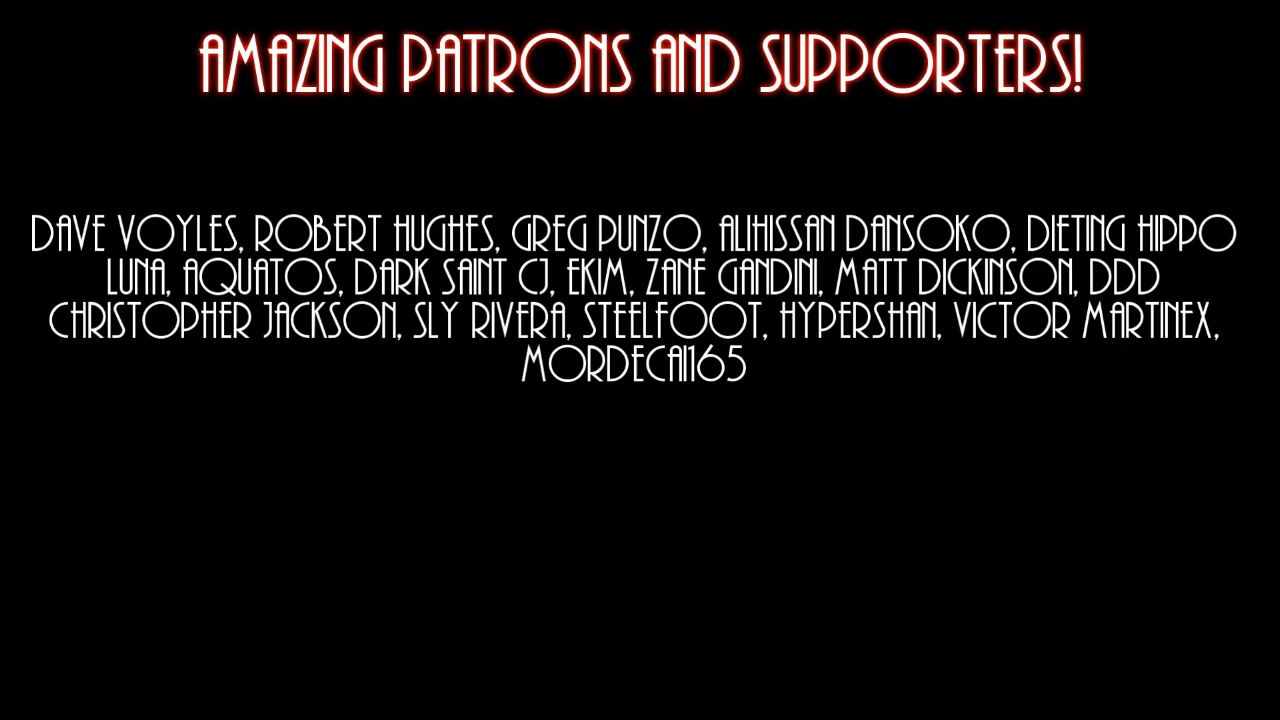 AMAZING PATRONS AND SUPPORTERS!
DAVE VOYLES, ROBERT HUGHES, GREG PUNZO, ALIHISSAN DANSOKO, DIETING HIPPO
LUNA, AQUATOS, DARK SAINT CJ, EKIM, ZANE GANDINI, MATT DICKINSON, DDD
CHRISTOPHER JACKSON, SLY RIVERA, STEELFOOT, HYPERSHAN, VICTOR MARTINEX,
MORDECAI165